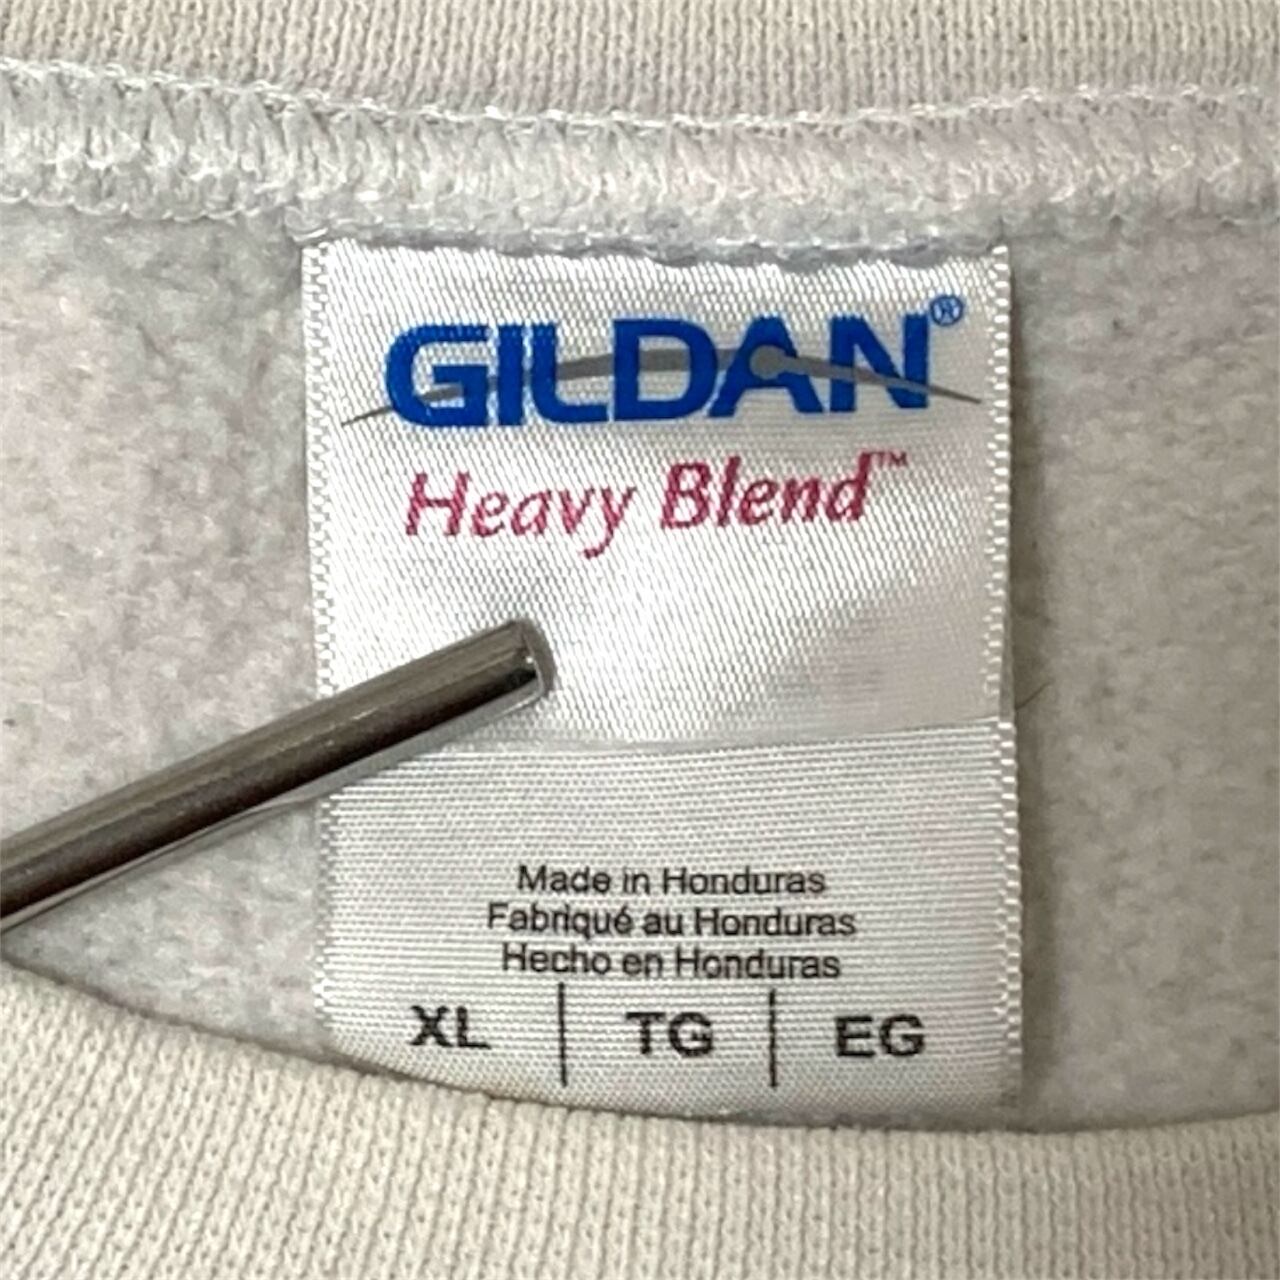 GILDAN®
Heavy Blend™
Made in Honduras
Fabriqué au Honduras
Hecho en Honduras
XL | TG | EG